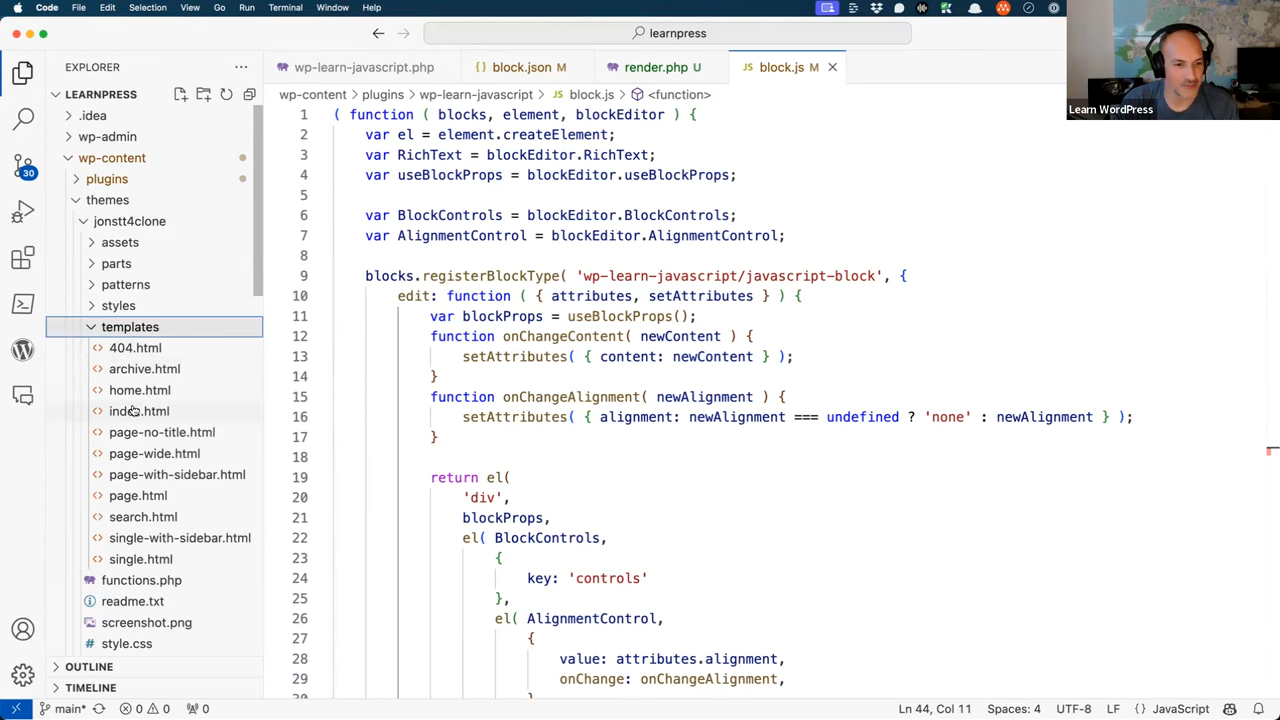 Code File Edit Selection View Go Run Terminal Window Help
learnpress
Learn WordPress
EXPLORER
wp-learn-javascript.php
block.json M
render.php U
block.js M
LEARNPRESS
wp-content
plugins
wp-learn-javascript
block.js
<function>
.idea
wp-admin
wp-content
plugins
themes
jonstt4clone
assets
parts
patterns
styles
templates
404.html
archive.html
home.html
index.html
page-no-title.html
page-wide.html
page-with-sidebar.html
page.html
search.html
single-with-sidebar.html
single.html
functions.php
readme.txt
screenshot.png
style.css
OUTLINE
TIMELINE
30
1 ( function ( blocks, element, blockEditor ) {
2 var el = element.createElement;
3 var RichText = blockEditor.RichText;
4 var useBlockProps = blockEditor.useBlockProps;
5
6 var BlockControls = blockEditor.BlockControls;
7 var AlignmentControl = blockEditor.AlignmentControl;
8
9 blocks.registerBlockType( 'wp-learn-javascript/javascript-block', {
10 edit: function ( { attributes, setAttributes } ) {
11 var blockProps = useBlockProps();
12 function onChangeContent( newContent ) {
13 setAttributes( { content: newContent } );
14 }
15 function onChangeAlignment( newAlignment ) {
16 setAttributes( { alignment: newAlignment === undefined ? 'none' : newAlignment } );
17 }
18
19 return el(
20 'div',
21 blockProps,
22 el( BlockControls,
23 {
24 key: 'controls'
25 },
26 el( AlignmentControl,
27 {
28 value: attributes.alignment,
29 onChange: onChangeAlignment,
30 }
main* 0 0 0
Ln 44, Col 11 Spaces: 4 UTF-8 LF {} JavaScript